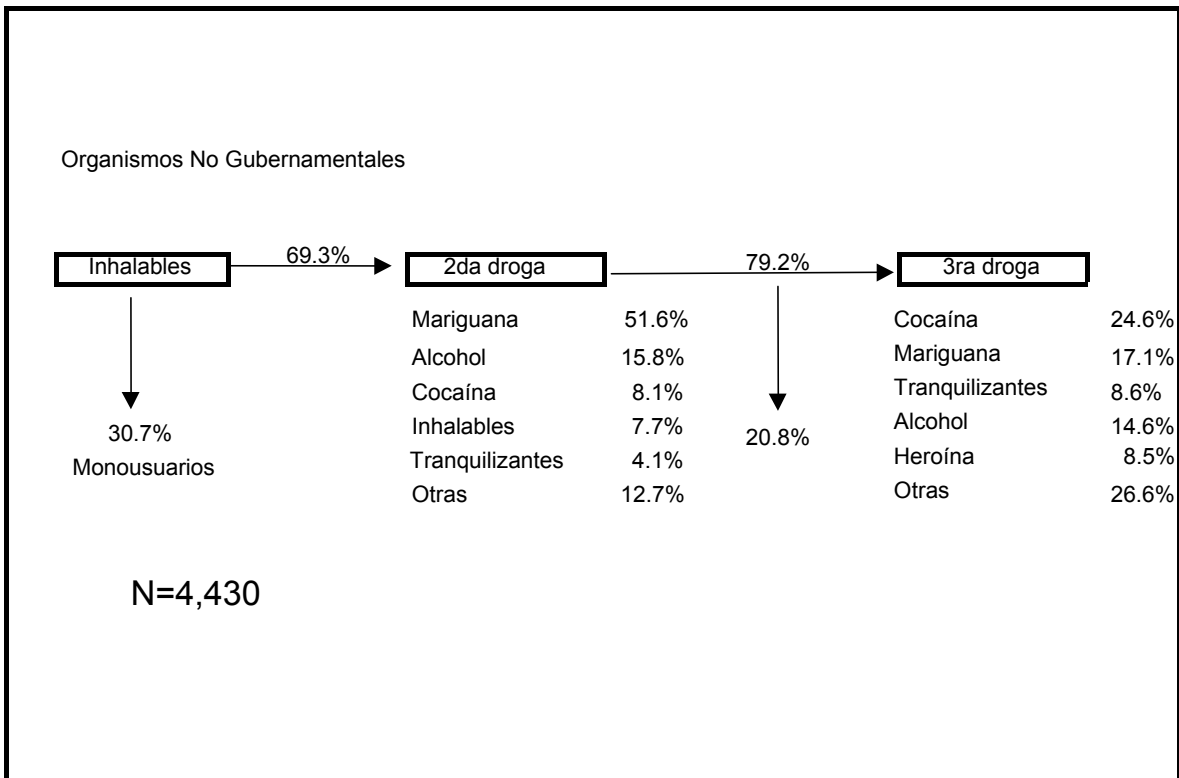 Organismos No Gubernamentales
Inhalables 69.3% 2da droga 79.2% 3ra droga
Mariguana 51.6% Cocaína 24.6%
Alcohol 15.8% Mariguana 17.1%
Cocaína 8.1% Tranquilizantes 8.6%
30.7% Inhalables 7.7% 20.8% Alcohol 14.6%
Monousuarios Tranquilizantes 4.1% Heroína 8.5%
Otras 12.7% Otras 26.6%
N=4,430